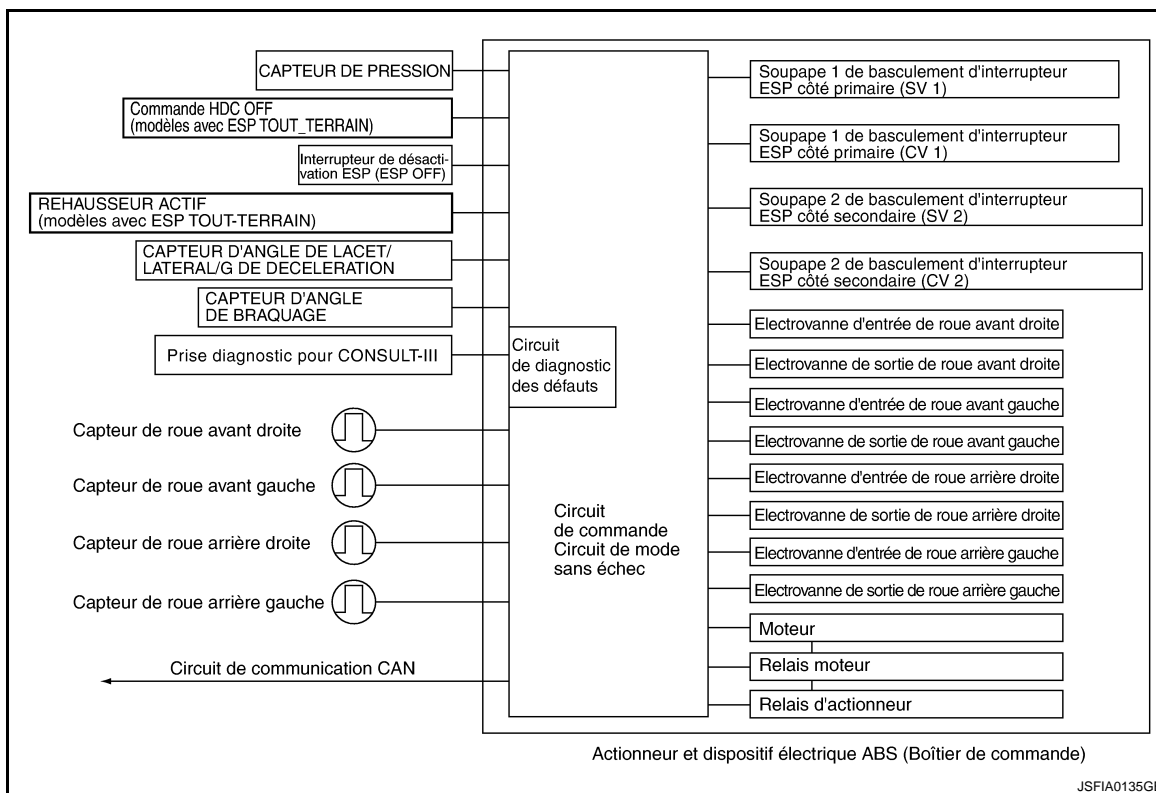 CAPTEUR DE PRESSION
Commande HDC OFF
(modèles avec ESP TOUT_TERRAIN)
Interrupteur de désacti-
vation ESP (ESP OFF)
REHAUSSEUR ACTIF
(modèles avec ESP TOUT-TERRAIN)
CAPTEUR D'ANGLE DE LACET/
LATERAL/G DE DECELERATION
CAPTEUR D'ANGLE
DE BRAQUAGE
Prise diagnostic pour CONSULT-III
Capteur de roue avant droite
Capteur de roue avant gauche
Capteur de roue arrière droite
Capteur de roue arrière gauche
Circuit de communication CAN
Circuit
de diagnostic
des défauts
Circuit
de commande
Circuit de mode
sans échec
Soupape 1 de basculement d'interrupteur
ESP côté primaire (SV 1)
Soupape 1 de basculement d'interrupteur
ESP côté primaire (CV 1)
Soupape 2 de basculement d'interrupteur
ESP côté secondaire (SV 2)
Soupape 2 de basculement d'interrupteur
ESP côté secondaire (CV 2)
Electrovanne d'entrée de roue avant droite
Electrovanne de sortie de roue avant droite
Electrovanne d'entrée de roue avant gauche
Electrovanne de sortie de roue avant gauche
Electrovanne d'entrée de roue arrière droite
Electrovanne de sortie de roue arrière droite
Electrovanne d'entrée de roue arrière gauche
Electrovanne de sortie de roue arrière gauche
Moteur
Relais moteur
Relais d'actionneur
Actionneur et dispositif électrique ABS (Boîtier de commande)